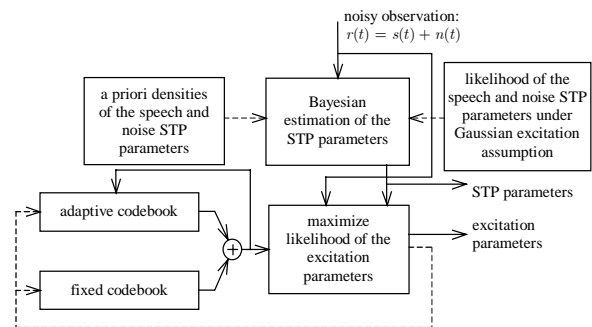 noisy observation:
r(t) = s(t) + n(t)
a priori densities
of the speech and
noise STP
parameters
Bayesian
estimation of the
STP parameters
likelihood of the
speech and noise STP
parameters under
Gaussian excitation
assumption
STP parameters
adaptive codebook
maximize
likelihood of the
excitation
parameters
excitation
parameters
+
fixed codebook